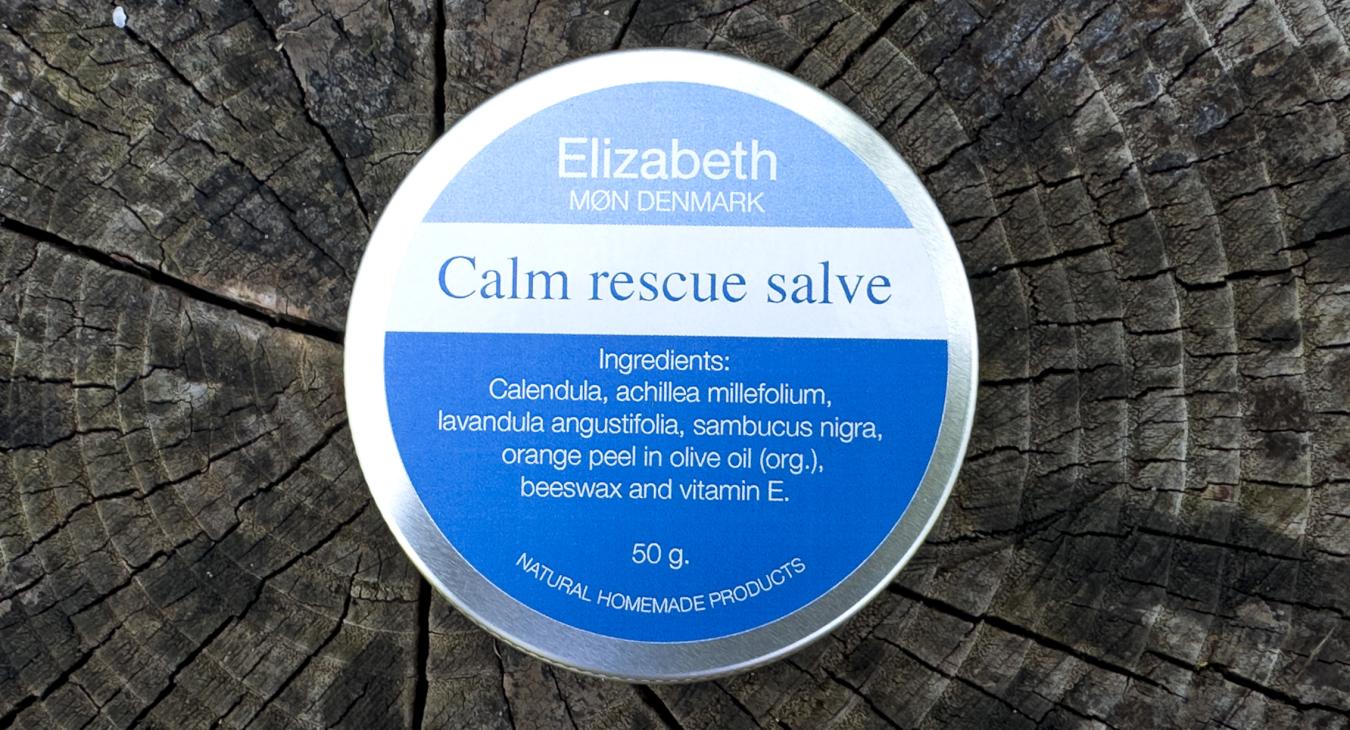 Elizabeth
MØN DENMARK
Calm rescue salve
Ingredients:
Calendula, achillea millefolium,
lavandula angustifolia, sambucus nigra,
orange peel in olive oil (org.),
beeswax and vitamin E.
50 g.
NATURAL HOMEMADE PRODUCTS